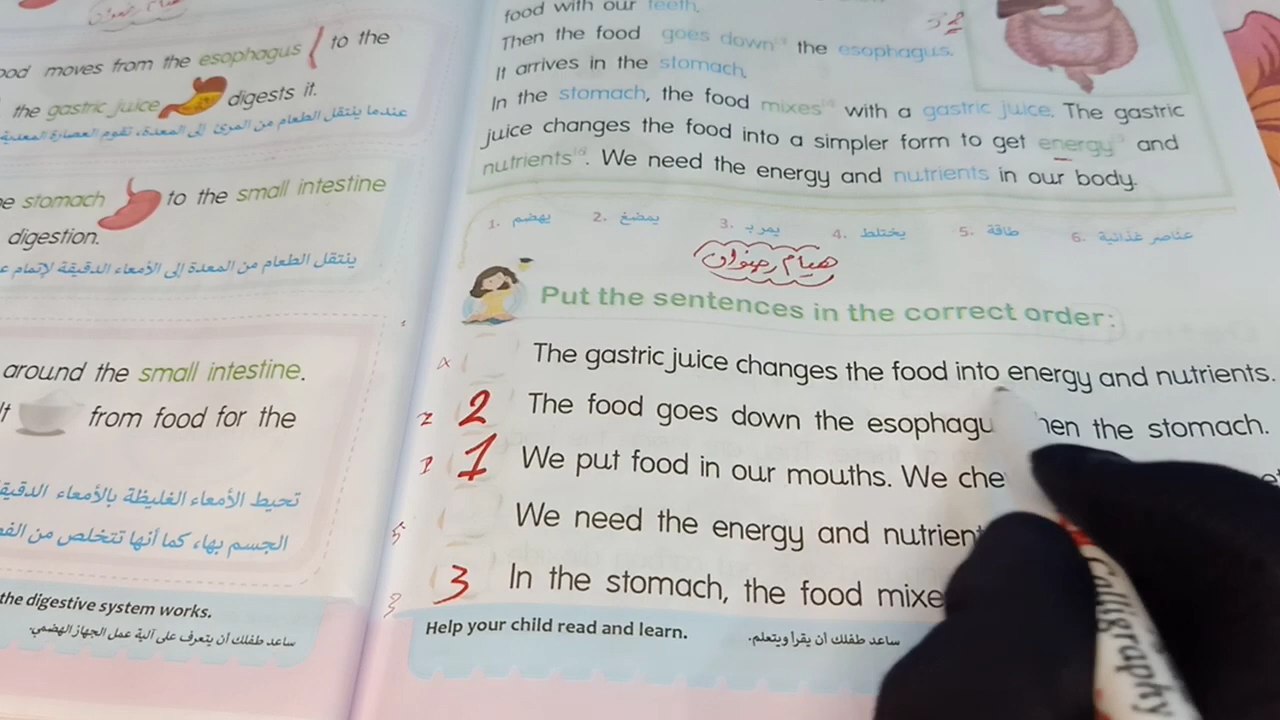 food moves from the esophagus to the
the gastric juice digests it.
عندما ينتقل الطعام من المرئ إلى المعدة، تقوم العصارة المعدية
stomach to the small intestine
digestion.
ينتقل الطعام من المعدة إلى الأمعاء الدقيقة لإتمام
around the small intestine.
from food for the
تحيط الأمعاء الغليظة بالأمعاء
الجسم بها، كما أنها تتخلص من
the digestive system works.
ساعد طفلك أن يتعرف على آلية عمل الجهاز الهضمي.
food with our teeth.
Then the food goes down the esophagus.
It arrives in the stomach.
In the stomach, the food mixes with a gastric juice. The gastric
juice changes the food into a simpler form to get energy and
nutrients. We need the energy and nutrients in our body.
1. يهضم 2. يمضغ 3. يمر بـ 4. يختلط 5. طاقة 6. عناصر غذائية
هيام رضوان
Put the sentences in the correct order:
The gastric juice changes the food into energy and nutrients.
2 2 The food goes down the stomach.
1 1 We put food in our mouths. We
5 We need the energy and
3 3 In the stomach, the food
Help your child read and learn. ساعد طفلك أن يقرأ ويتعلم.
Calligraphy